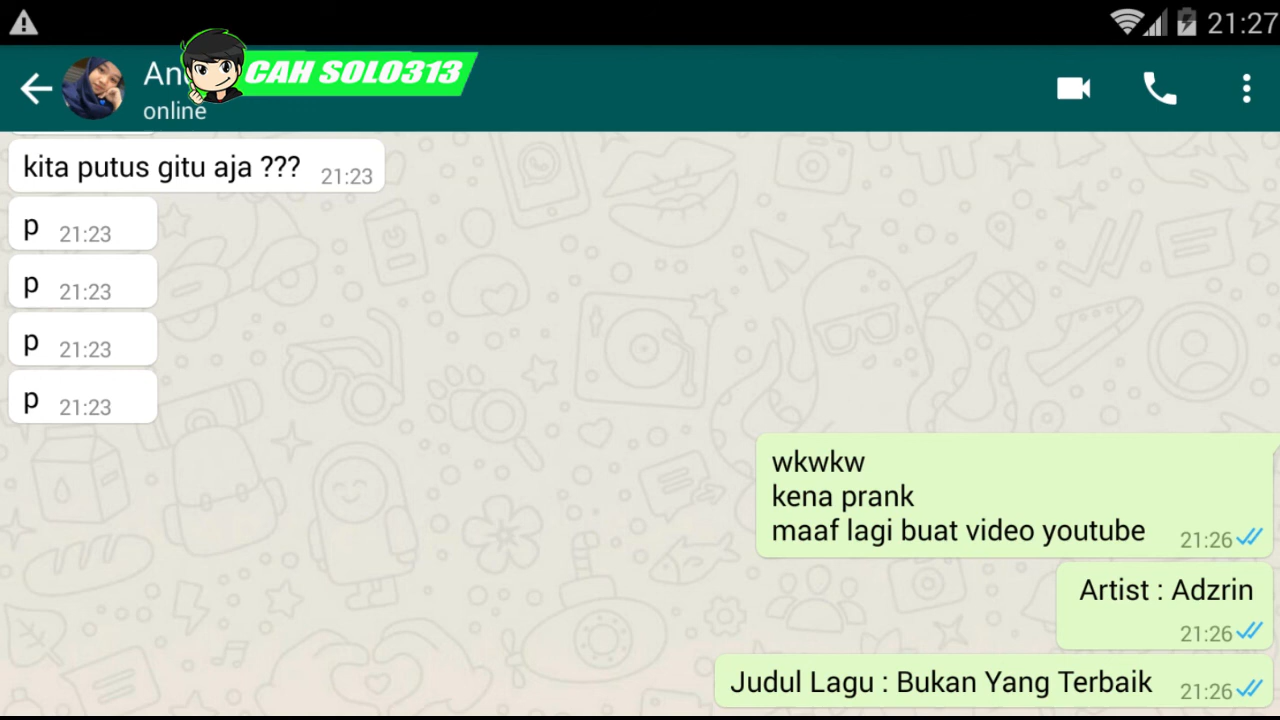 21:27
CAH SOLO313
online
kita putus gitu aja ???
21:23
p 21:23
p 21:23
p 21:23
p 21:23
wkwkw
kena prank
maaf lagi buat video youtube 21:26
Artist : Adzrin
21:26
Judul Lagu : Bukan Yang Terbaik 21:26